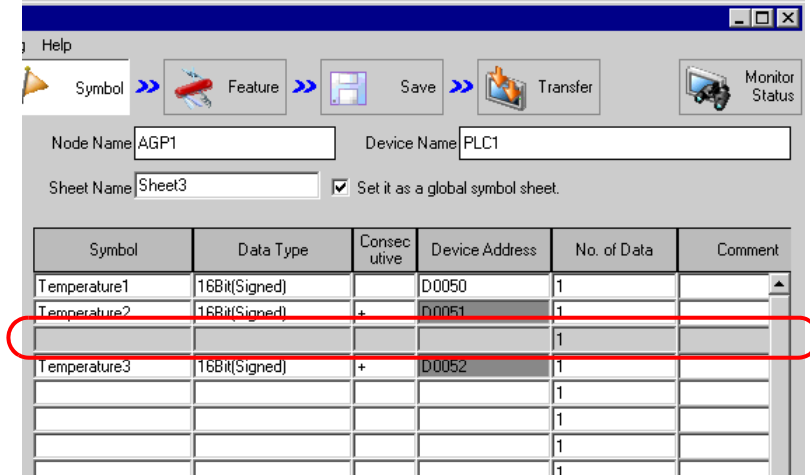 Help
Symbol >> Feature >> Save >> Transfer Monitor Status
Node Name AGP1 Device Name PLC1
Sheet Name Sheet3 Set it as a global symbol sheet.
Symbol Data Type Consecutive Device Address No. of Data Comment
Temperature1 16Bit(Signed) D0050 1
Temperature2 16Bit(Signed) + D0051 1
1
Temperature3 16Bit(Signed) + D0052 1
1
1
1
1